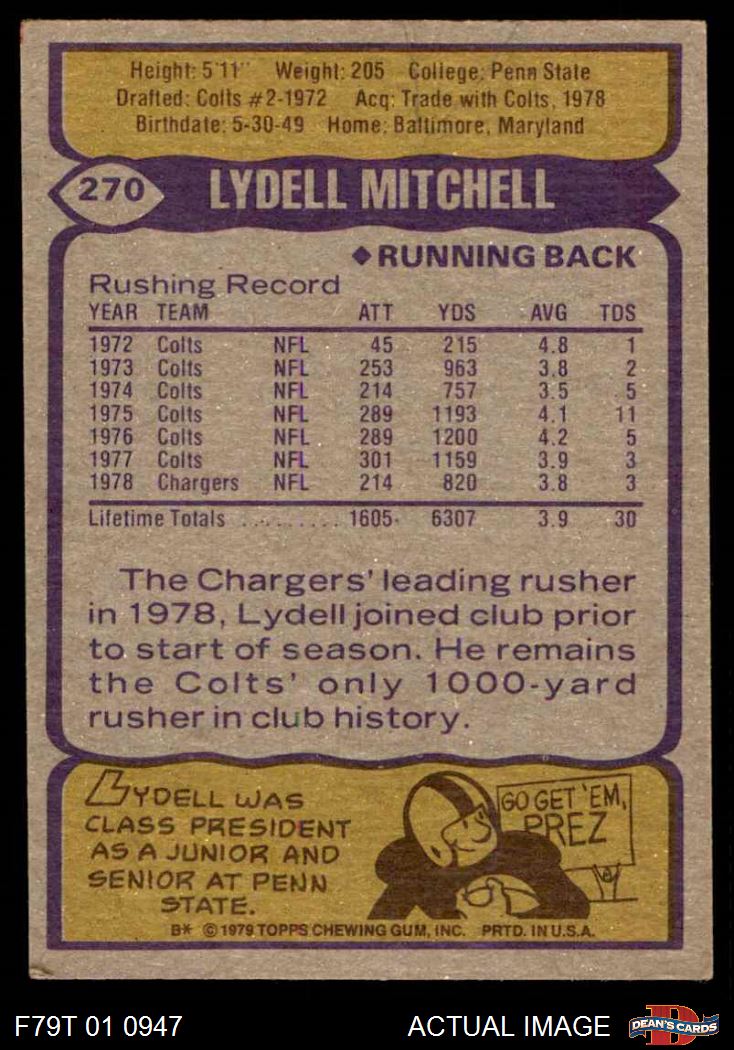 Height: 5'11" Weight: 205 College: Penn State
Drafted: Colts #2-1972 Acq: Trade with Colts, 1978
Birthdate: 5-30-49 Home: Baltimore, Maryland
270 LYDELL MITCHELL
◆RUNNING BACK
Rushing Record
YEAR TEAM ATT YDS AVG TDS
1972 Colts NFL 45 215 4.8 1
1973 Colts NFL 253 963 3.8 2
1974 Colts NFL 214 757 3.5 5
1975 Colts NFL 289 1193 4.1 11
1976 Colts NFL 289 1200 4.2 5
1977 Colts NFL 301 1159 3.9 3
1978 Chargers NFL 214 820 3.8 3
Lifetime Totals .......... 1605 6307 3.9 30
The Chargers' leading rusher
in 1978, Lydell joined club prior
to start of season. He remains
the Colts' only 1000-yard
rusher in club history.
LYDELL WAS
CLASS PRESIDENT
AS A JUNIOR AND
SENIOR AT PENN
STATE.
GO GET 'EM,
PREZ
B* © 1979 TOPPS CHEWING GUM, INC. PRTD. IN U.S.A.
F79T 01 0947 ACTUAL IMAGE DEAN'S CARDS